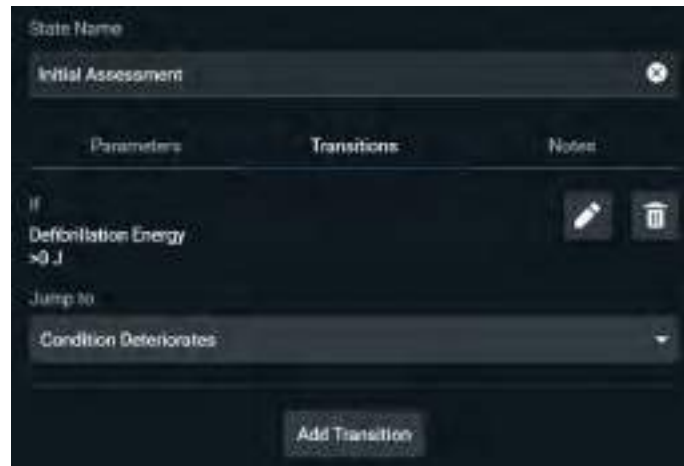 State Name
Initial Assessment
Parameters Transitions Notes
If
Defibrillation Energy
>0 J
Jump to
Condition Deteriorates
Add Transition